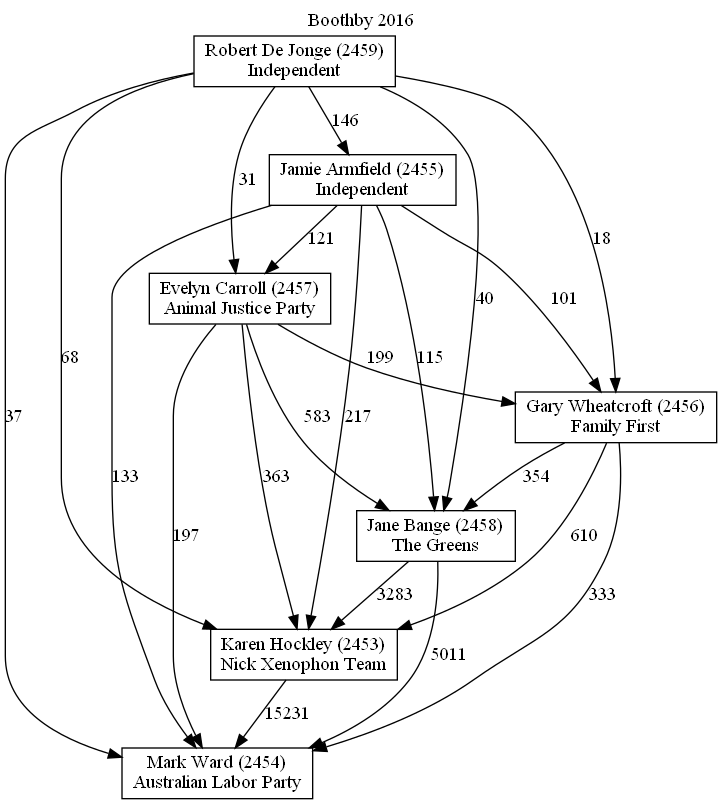 Boothby 2016
Robert De Jonge (2459)
Independent
146
Jamie Armfield (2455)
Independent
31
121
18
Evelyn Carroll (2457)
Animal Justice Party
40
101
68
199
115
Gary Wheatcroft (2456)
Family First
37
583
217
133
363
354
Jane Bange (2458)
The Greens
197
610
3283
333
Karen Hockley (2453)
Nick Xenophon Team
5011
15231
Mark Ward (2454)
Australian Labor Party